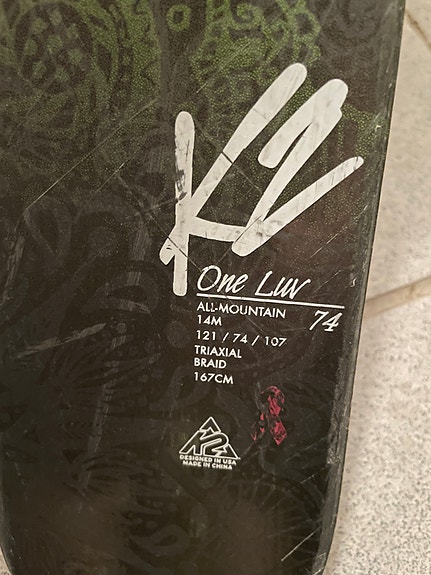 K2
One Luv
ALL-MOUNTAIN 74
14M
121 / 74 / 107
TRIAXIAL
BRAID
167CM
K2
DESIGNED IN USA
MADE IN CHINA